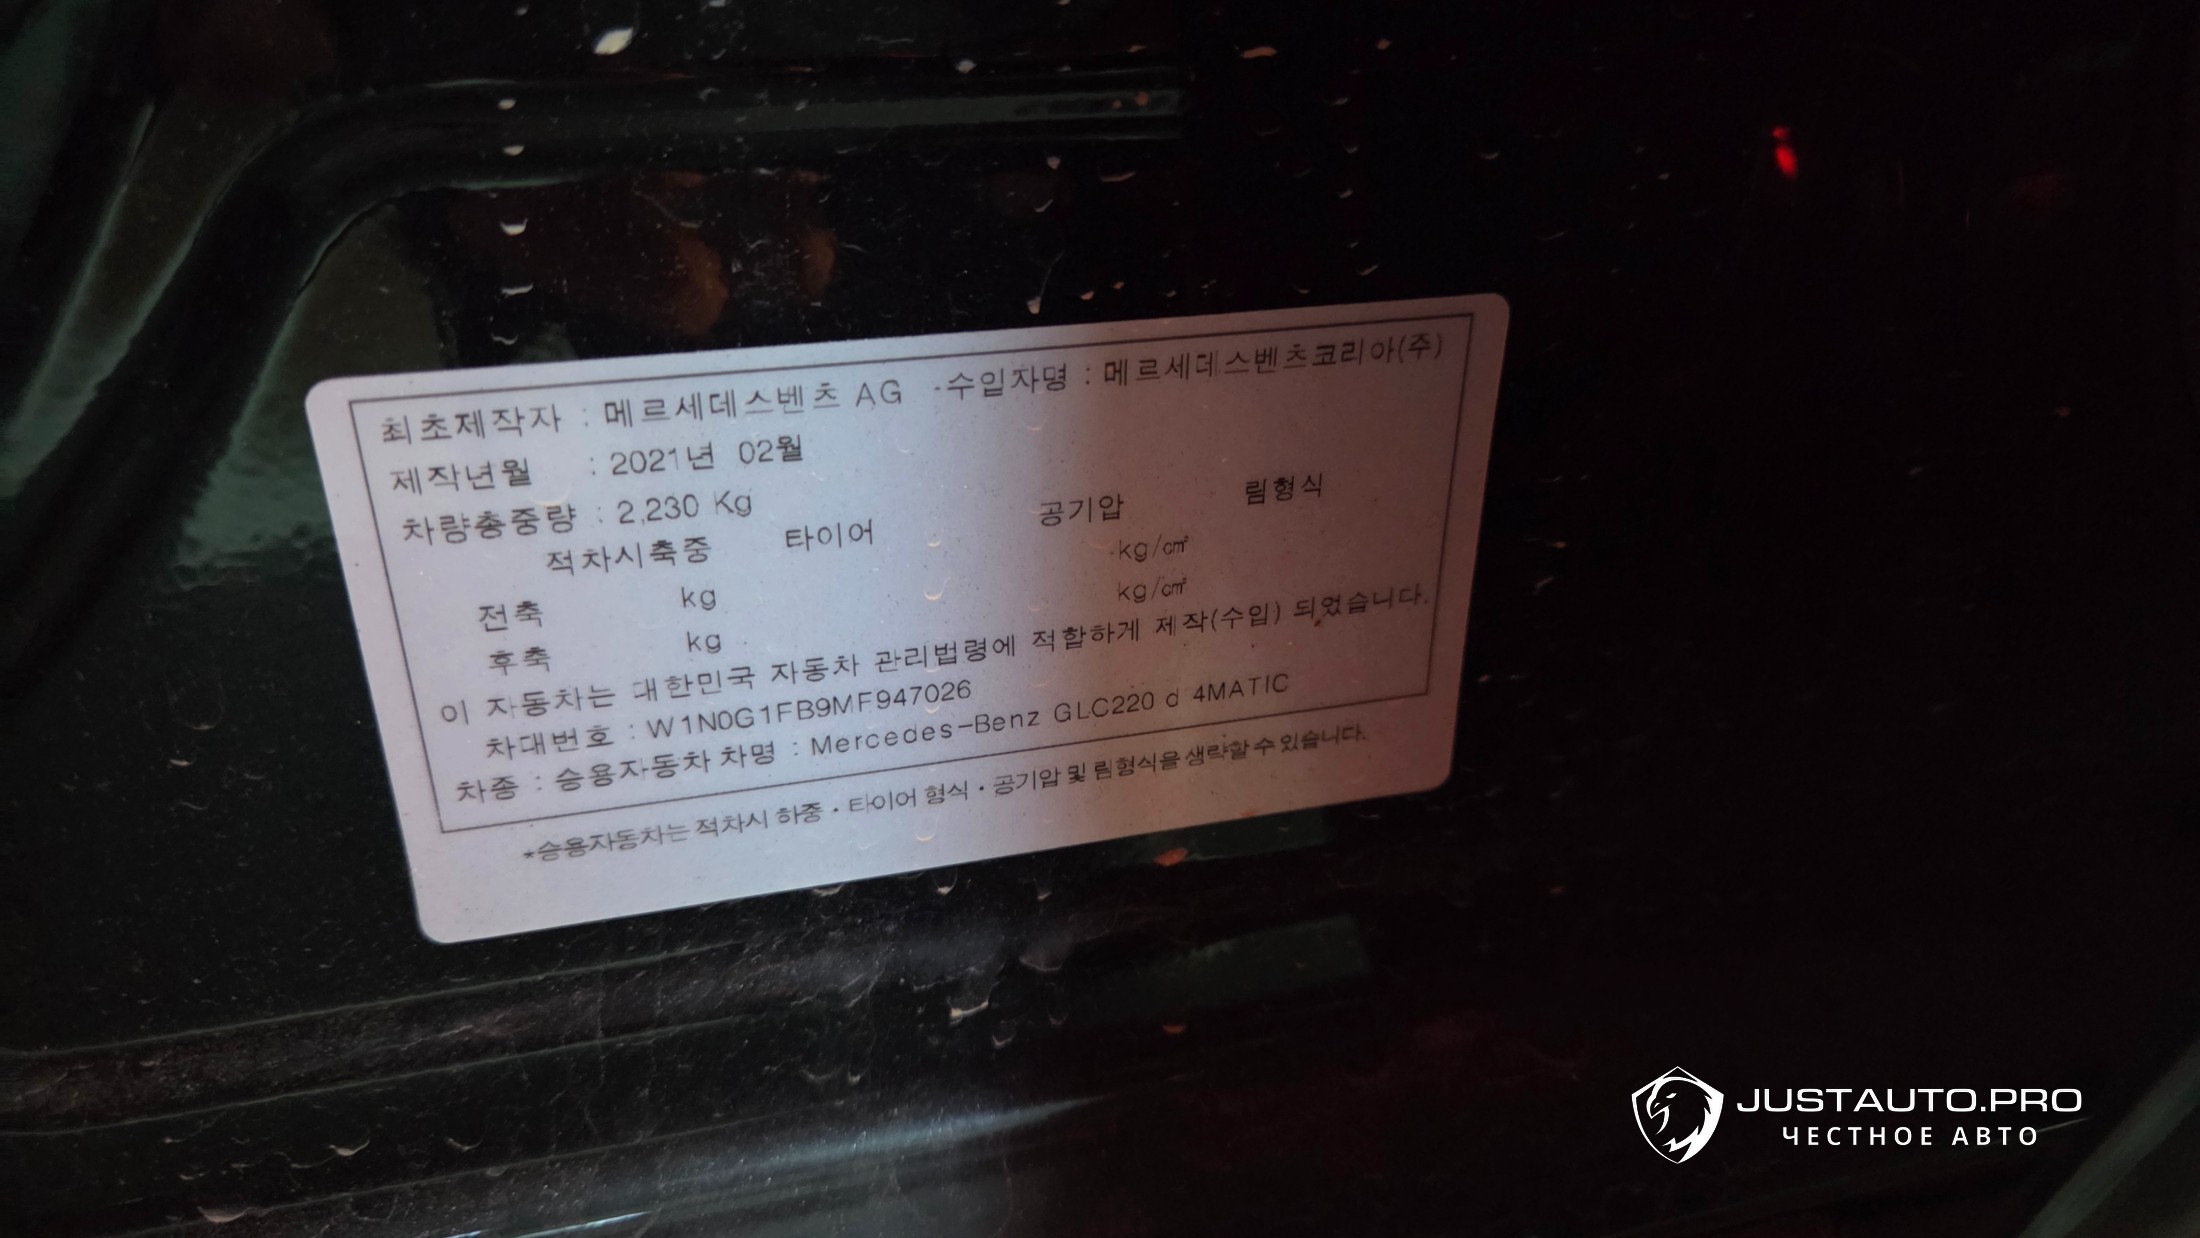 최초제작자 : 메르세데스벤츠 AG -수입자명 : 메르세데스벤츠코리아(주)
제작년월 : 2021년 02월
차량총중량 : 2,230 Kg
적차시축중 타이어 공기압 림형식
전축 kg kg/㎠
후축 kg kg/㎠
이 자동차는 대한민국 자동차 관리법령에 적합하게 제작(수입) 되었습니다.
차대번호 : W1N0G1FB9MF947026
차종 : 승용자동차 차명 : Mercedes-Benz GLC220 d 4MATIC
*승용자동차는 적차시 하중 · 타이어 형식 · 공기압 및 림형식을 생략할 수 있습니다.
JUSTAUTO.PRO
ЧЕСТНОЕ АВТО